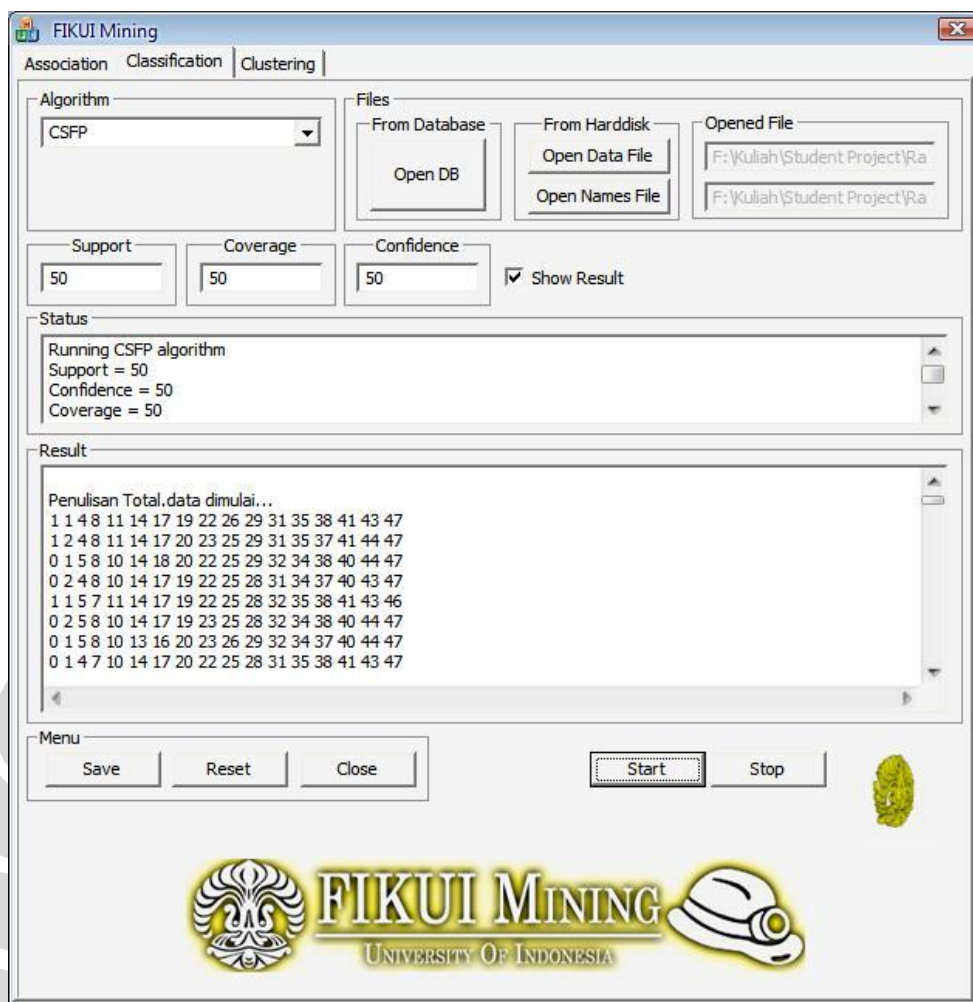 FIKUI Mining
Association Classification Clustering
Algorithm
CSFP
Files
From Database
Open DB
From Harddisk
Open Data File
Open Names File
Opened File
F:\Kuliah\Student Project\Ra
F:\Kuliah\Student Project\Ra
Support
50
Coverage
50
Confidence
50
Show Result
Status
Running CSFP algorithm
Support = 50
Confidence = 50
Coverage = 50
Result
Penulisan Total.data dimulai...
1 1 4 8 11 14 17 19 22 26 29 31 35 38 41 43 47
1 2 4 8 11 14 17 20 23 25 29 31 35 37 41 44 47
0 1 5 8 10 14 18 20 22 25 29 32 34 38 40 44 47
0 2 4 8 10 14 17 19 22 25 28 31 34 37 40 43 47
1 1 5 7 11 14 17 19 22 25 28 32 35 38 41 43 46
0 2 5 8 10 14 17 19 23 25 28 32 34 38 40 44 47
0 1 5 8 10 13 16 20 23 26 29 32 34 37 40 44 47
0 1 4 7 10 14 17 20 22 25 28 31 35 38 41 43 47
Menu
Save Reset Close
Start Stop
FIKUI MINING
UNIVERSITY OF INDONESIA